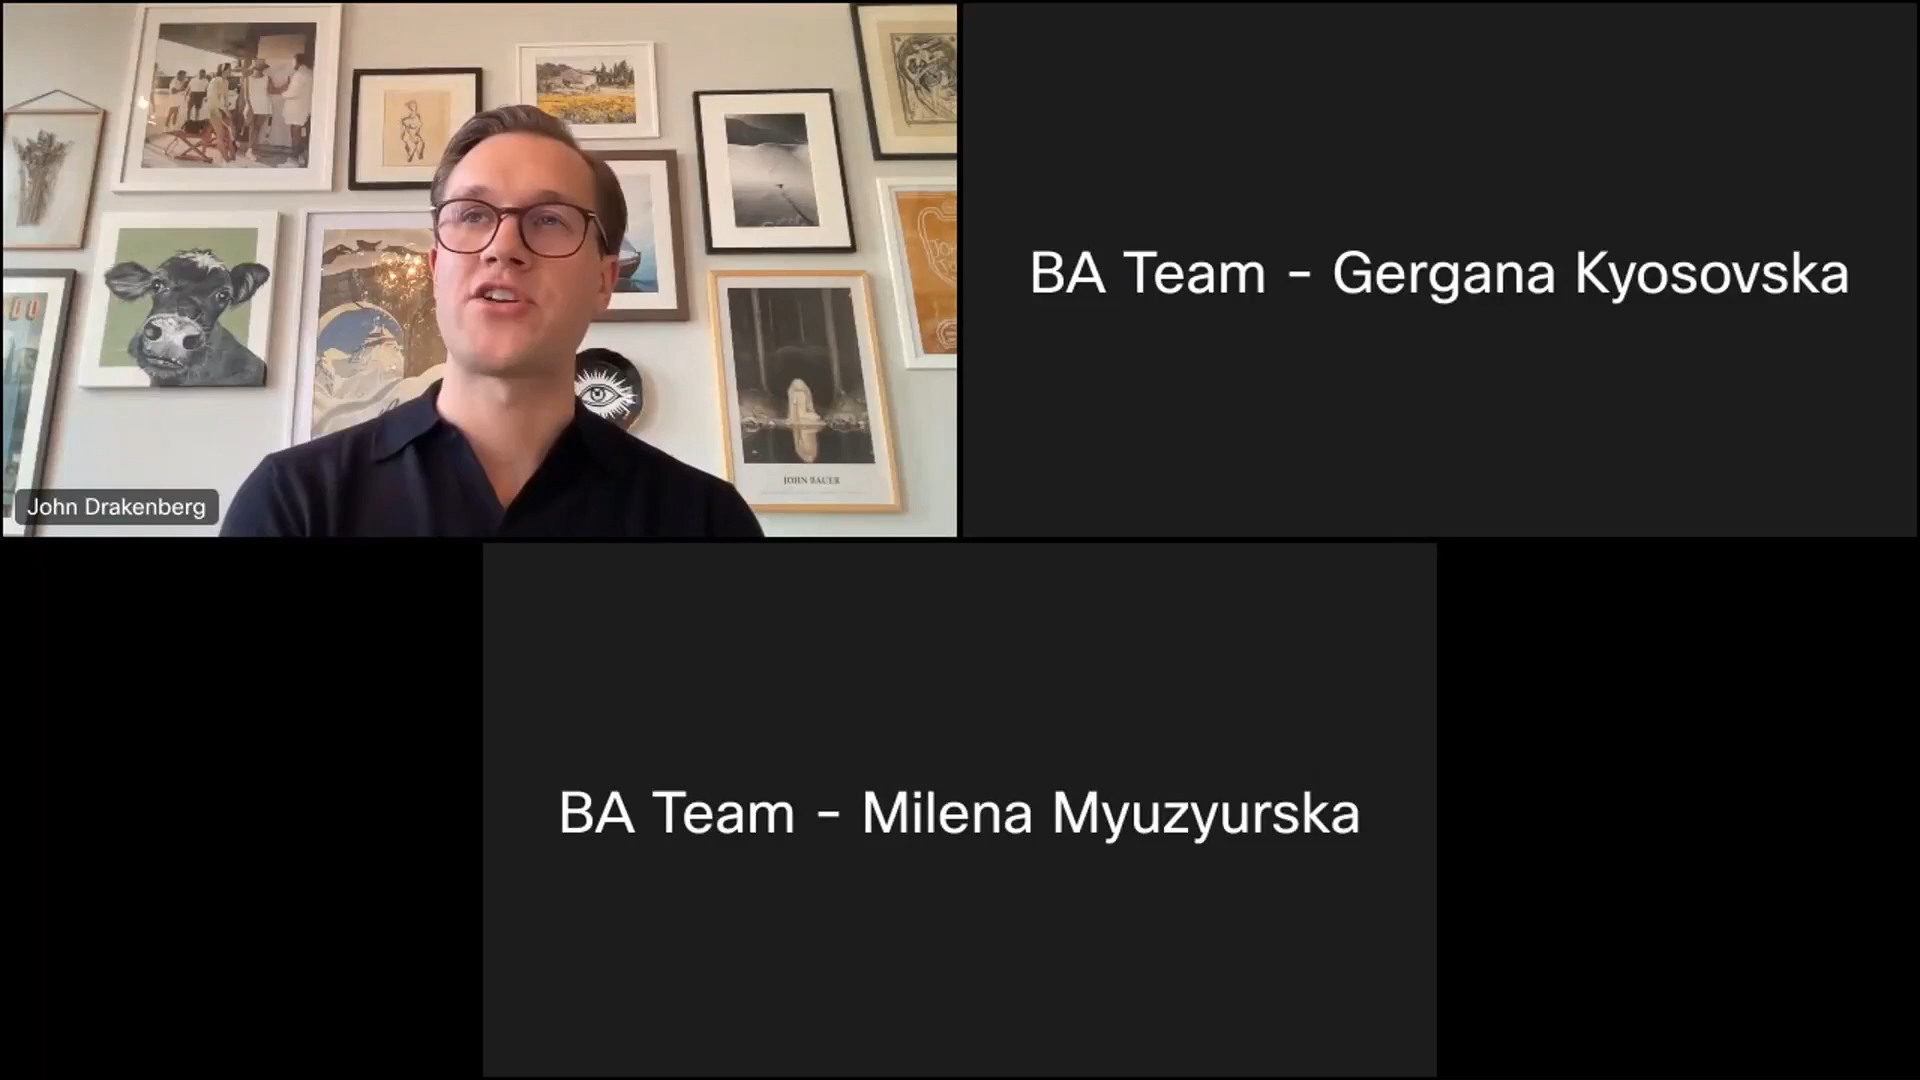 JOHN BAUER
John Drakenberg
BA Team - Gergana Kyosovska
BA Team - Milena Myuzyurska